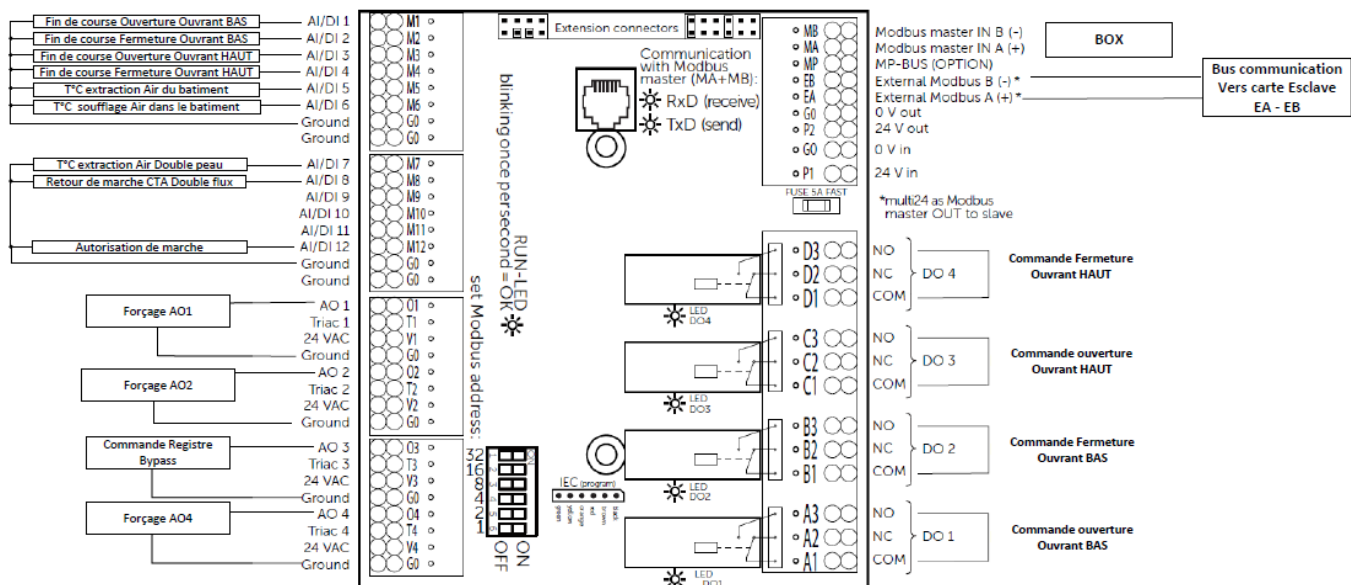 Fin de course Ouverture Ouvrant BAS AI/DI 1 M1
Fin de course Fermeture Ouvrant BAS AI/DI 2 M2
Fin de course Ouverture Ouvrant HAUT AI/DI 3 M3
Fin de course Fermeture Ouvrant HAUT AI/DI 4 M4
T°C extraction Air du batiment AI/DI 5 M5
T°C soufflage Air dans le batiment AI/DI 6 M6
Ground G0
Ground G0
T°C extraction Air Double peau AI/DI 7 M7
Retour de marche CTA Double flux AI/DI 8 M8
AI/DI 9 M9
AI/DI 10 M10
AI/DI 11 M11
Autorisation de marche AI/DI 12 M12
Ground G0
Ground G0
Forçage AO1
AO 1 O1
Triac 1 T1
24 VAC V1
Ground G0
Forçage AO2
AO 2 O2
Triac 2 T2
24 VAC V2
Ground G0
Commande Registre
Bypass
AO 3 O3
Triac 3 T3
24 VAC V3
Ground G0
Forçage AO4
AO 4 O4
Triac 4 T4
24 VAC V4
Ground G0
Extension connectors
Communication
with Modbus
master (MA+MB):
RxD (receive)
TxD (send)
blinking once persecond = OK
RUN-LED
set Modbus address:
32 1
16 2
8 3
4 4
2 5
1 6
ON
OFF ON
IEC (program)
green
yellow
orange
red
brown
black
MB Modbus master IN B (-)
MA Modbus master IN A (+)
MP MP-BUS (OPTION)
EB External Modbus B (-) *
EA External Modbus A (+) *
G0 0 V out
P2 24 V out
G0 0 V in
P1 24 V in
FUSE 5A FAST
*multi24 as Modbus
master OUT to slave
BOX
Bus communication
Vers carte Esclave
EA - EB
D3 NO
D2 NC DO 4
D1 COM
LED
DO4
Commande Fermeture
Ouvrant HAUT
C3 NO
C2 NC DO 3
C1 COM
LED
DO3
Commande ouverture
Ouvrant HAUT
B3 NO
B2 NC DO 2
B1 COM
LED
DO2
Commande Fermeture
Ouvrant BAS
A3 NO
A2 NC DO 1
A1 COM
LED
DO1
Commande ouverture
Ouvrant BAS